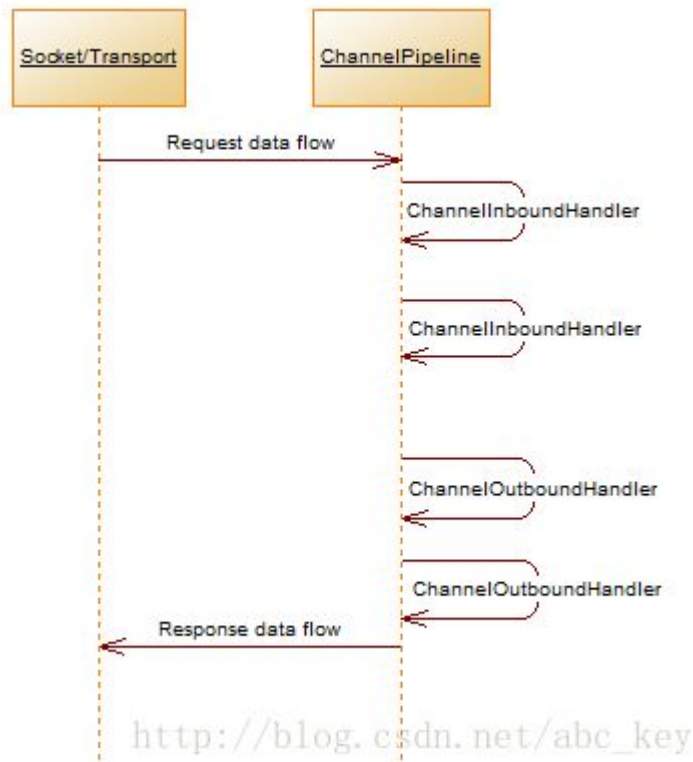 Socket/Transport
ChannelPipeline
Request data flow
ChannelInboundHandler
ChannelInboundHandler
ChannelOutboundHandler
ChannelOutboundHandler
Response data flow
http://blog.csdn.net/abc_key